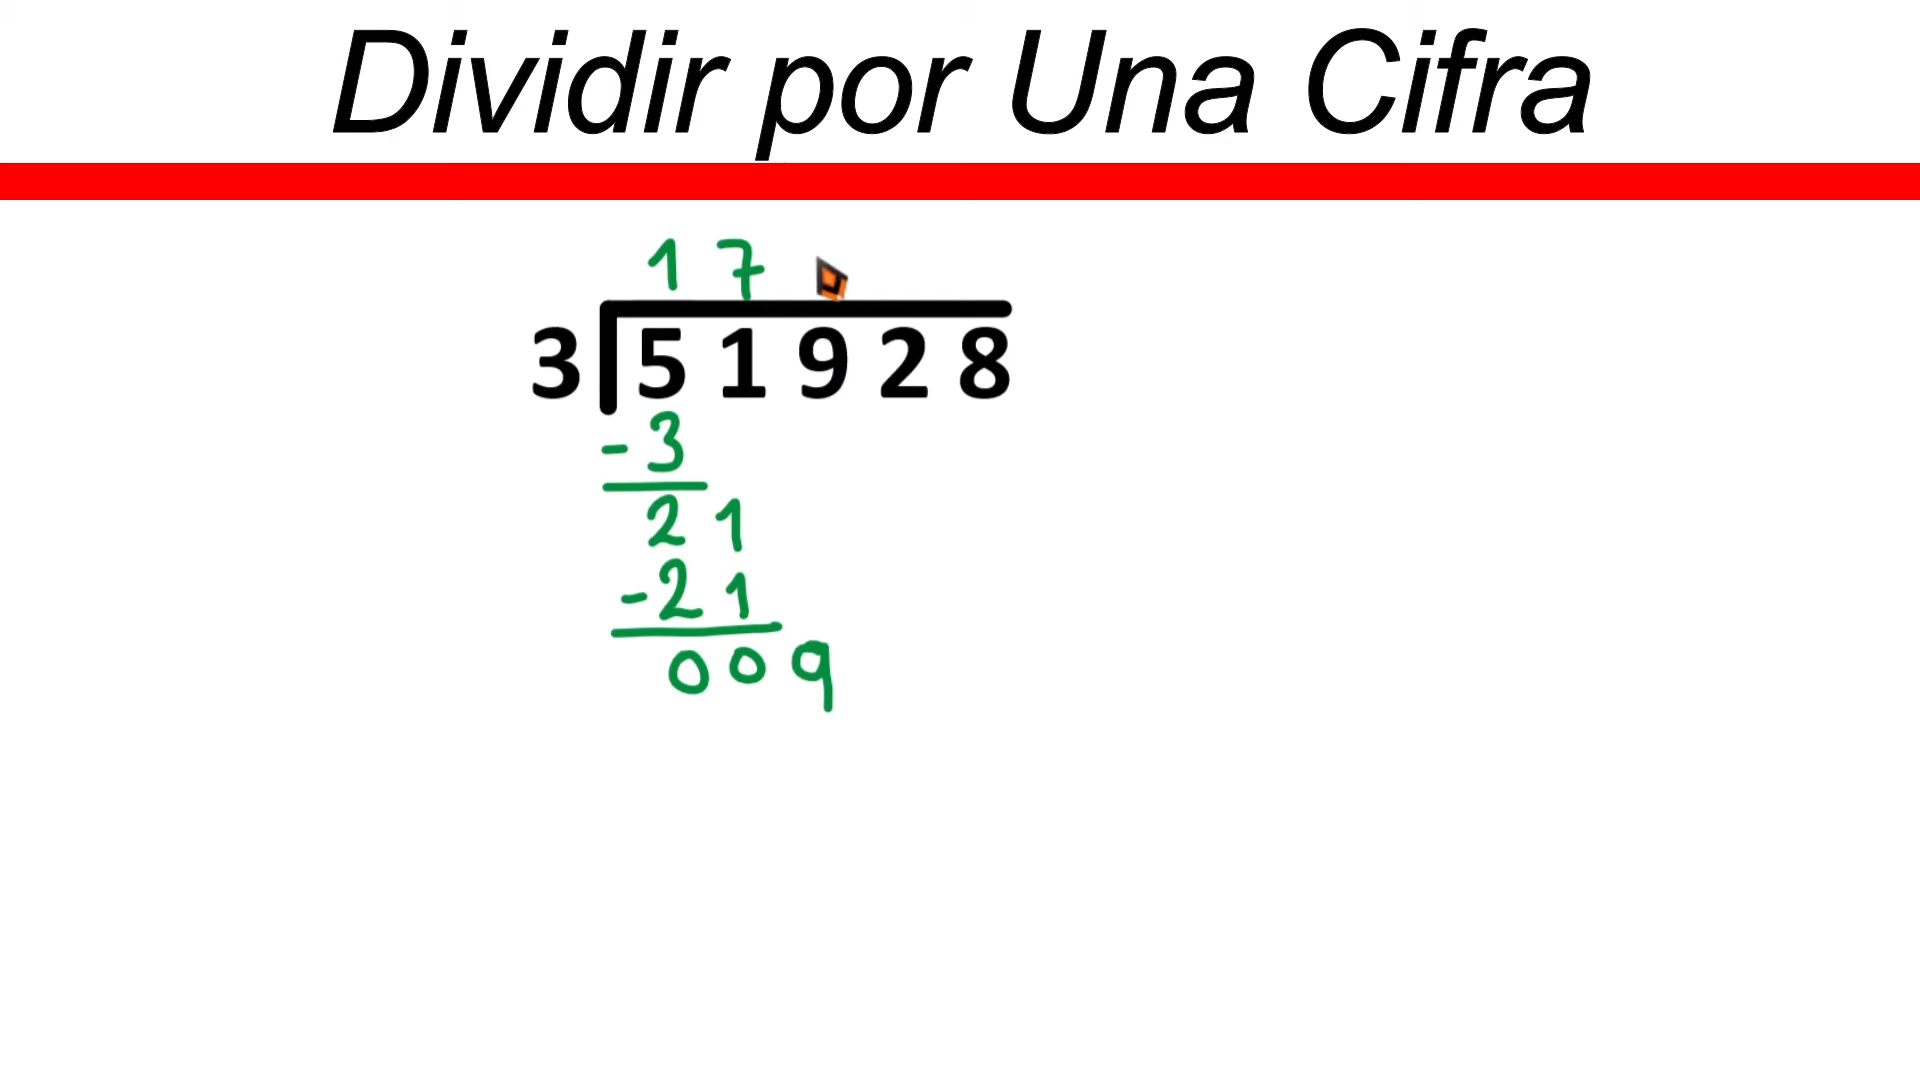 Dividir por Una Cifra
1 7
3 5 1 9 2 8
- 3
2 1
- 2 1
0 0 9